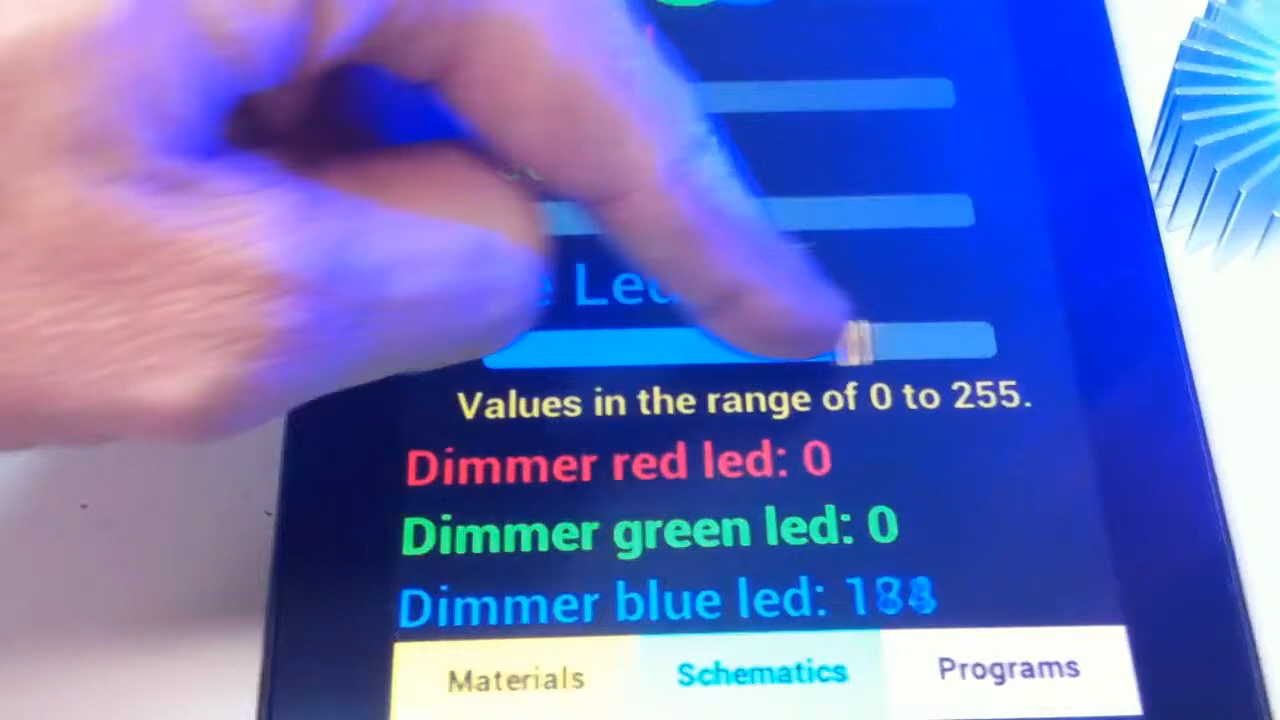 Led
Values in the range of 0 to 255.
Dimmer red led: 0
Dimmer green led: 0
Dimmer blue led:
Materials
Schematics
Programs